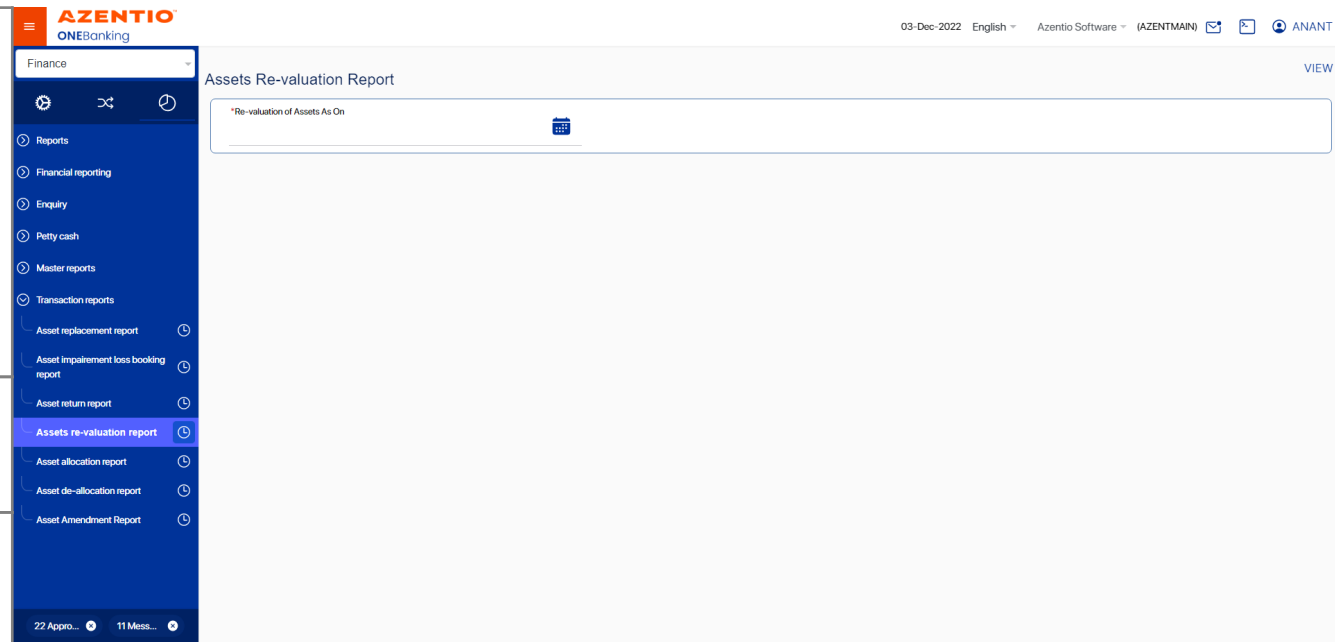 AZENTIO
ONEBanking
03-Dec-2022 English Azentio Software (AZENTMAIN) ANANT
Finance
VIEW
Assets Re-valuation Report
*Re-valuation of Assets As On
Reports
Financial reporting
Enquiry
Petty cash
Master reports
Transaction reports
Asset replacement report
Asset impairement loss booking
report
Asset return report
Assets re-valuation report
Asset allocation report
Asset de-allocation report
Asset Amendment Report
22 Appro... 11 Mess...